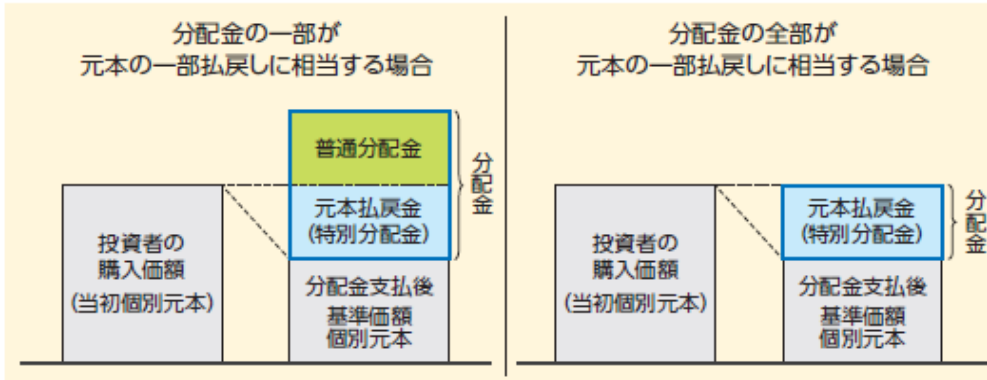 分配金の一部が
元本の一部払戻しに相当する場合
普通分配金
元本払戻金
(特別分配金)
分配金
投資者の
購入価額
(当初個別元本)
分配金支払後
基準価額
個別元本
分配金の全部が
元本の一部払戻しに相当する場合
元本払戻金
(特別分配金)
分配金
投資者の
購入価額
(当初個別元本)
分配金支払後
基準価額
個別元本